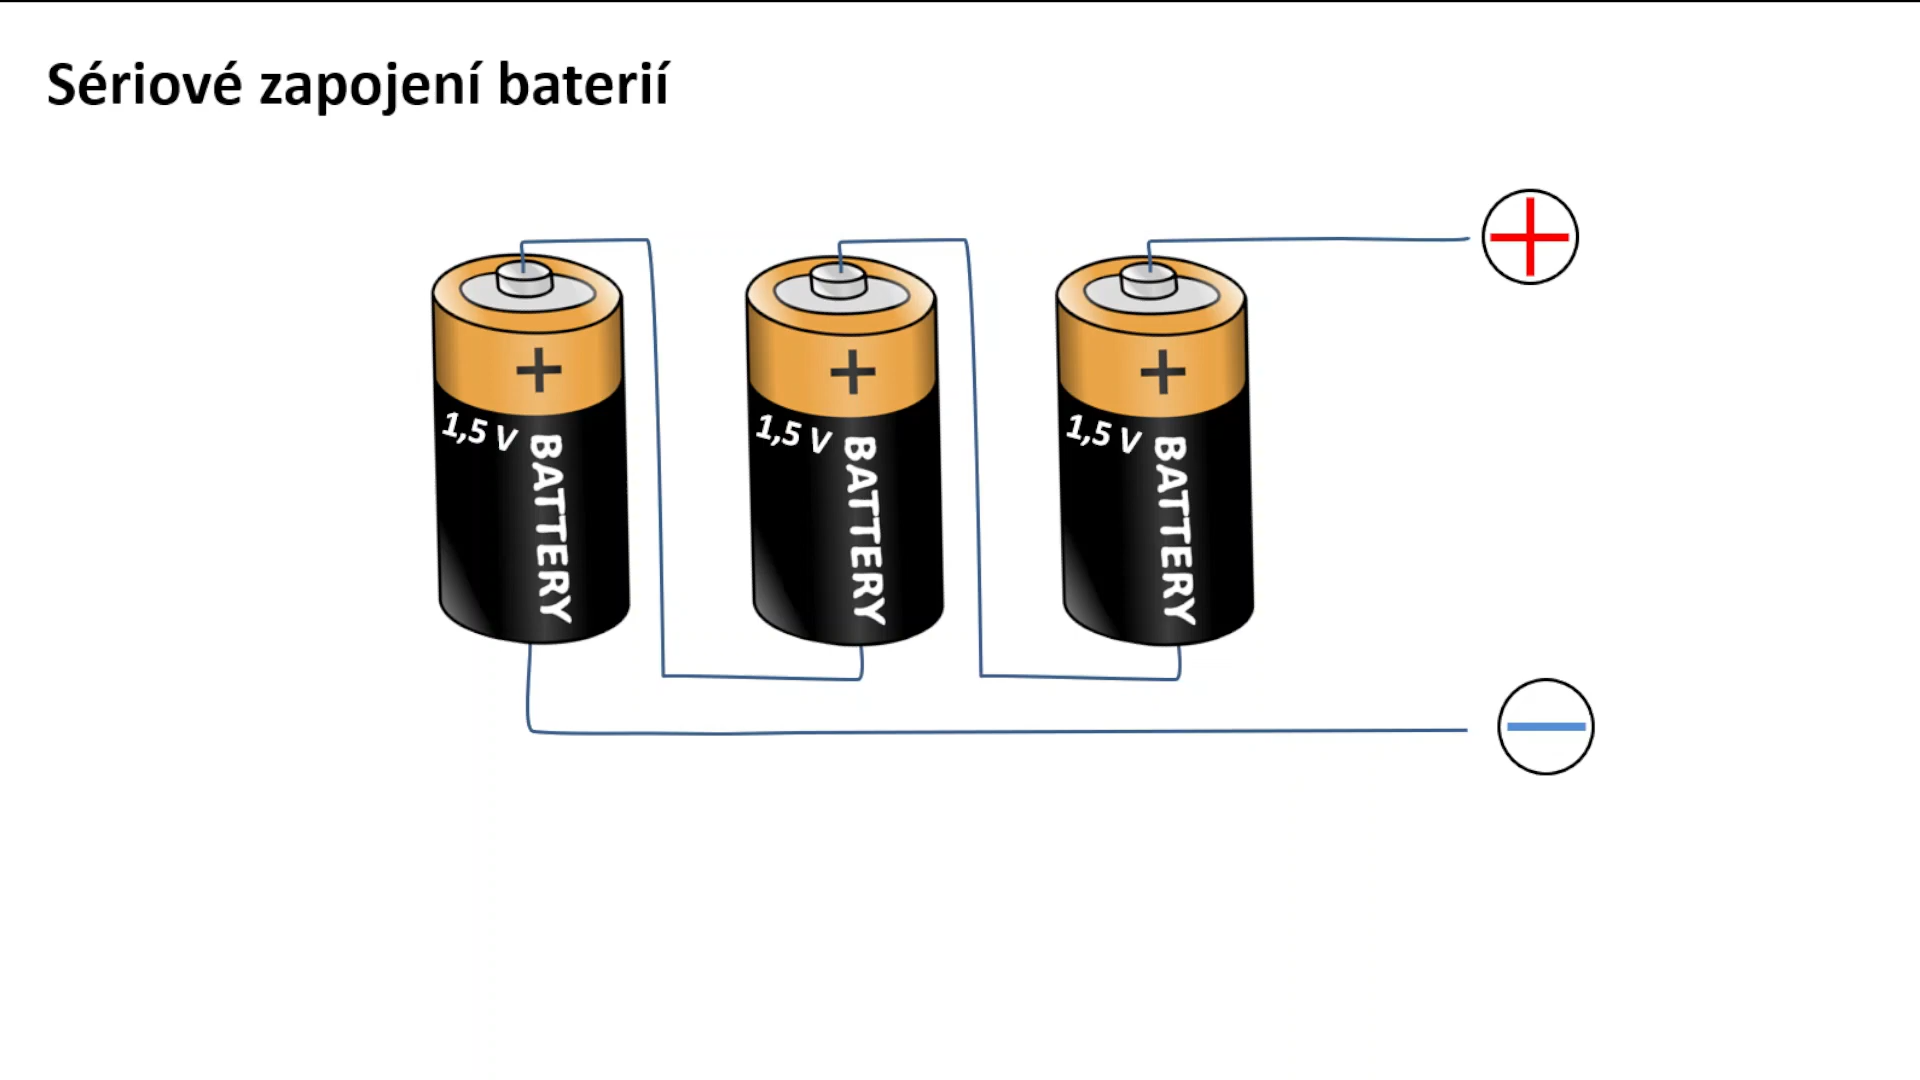 Sériové zapojení baterií
+
+
+
1,5 V
1,5 V
1,5 V
BATTERY
BATTERY
BATTERY